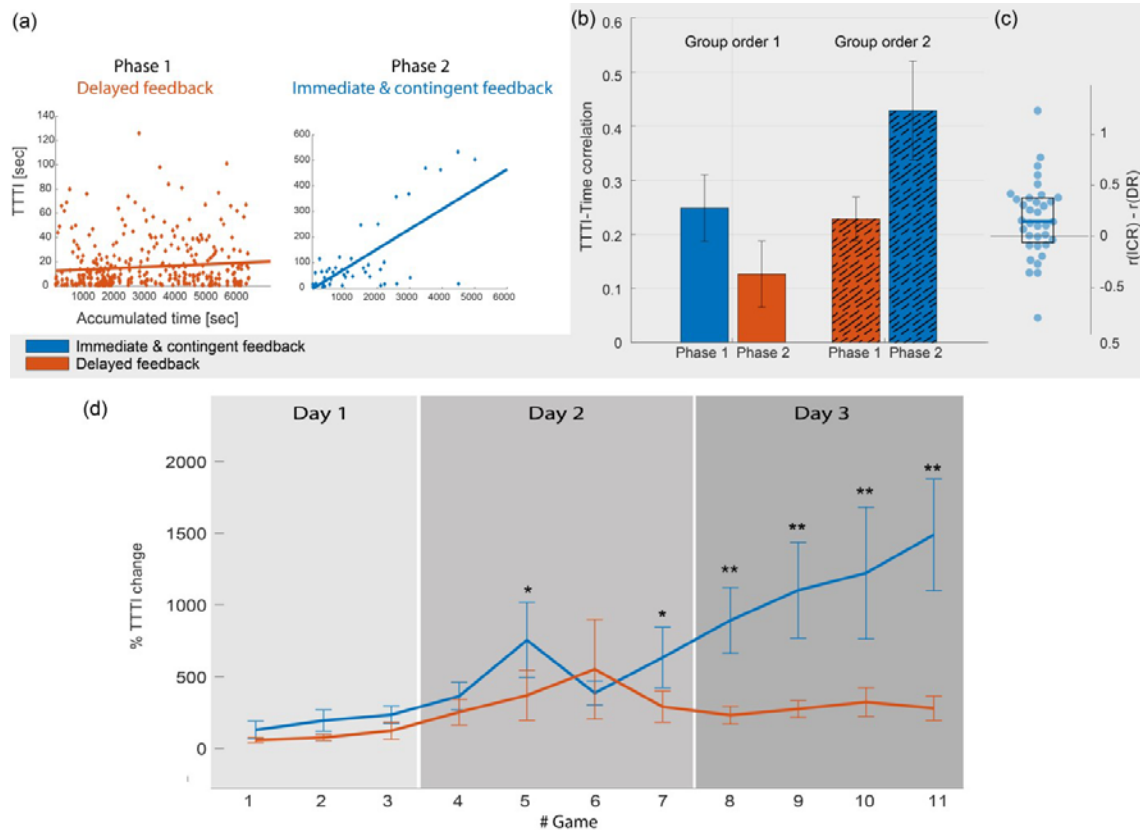 (a)
Phase 1
Delayed feedback
Phase 2
Immediate & contingent feedback
TTTI [sec]
140
120
100
80
60
40
20
0
1000 2000 3000 4000 5000 6000
Accumulated time [sec]
600
500
400
300
200
100
0
1000 2000 3000 4000 5000 6000
Immediate & contingent feedback
Delayed feedback
(b)
Group order 1
Group order 2
TTTI-Time correlation
0.6
0.5
0.4
0.3
0.2
0.1
0
Phase 1 Phase 2 Phase 1 Phase 2
(c)
1
0.5
0
-0.5
0.5
r(ICR) - r(DR)
(d)
Day 1 Day 2 Day 3
% TTTI change
2000
1500
1000
500
0
* * ** ** ** **
1 2 3 4 5 6 7 8 9 10 11
# Game